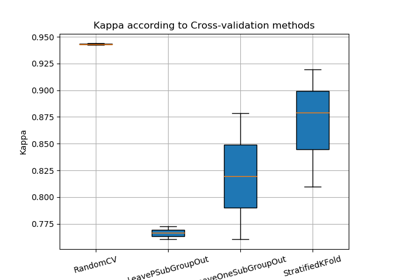 Kappa according to Cross-validation methods
0.950
0.925
0.900
0.875
0.850
0.825
0.800
0.775
Kappa
RandomCV
LeavePSubGroupOut
eaveOneSubGroupOut
StratifiedKFold